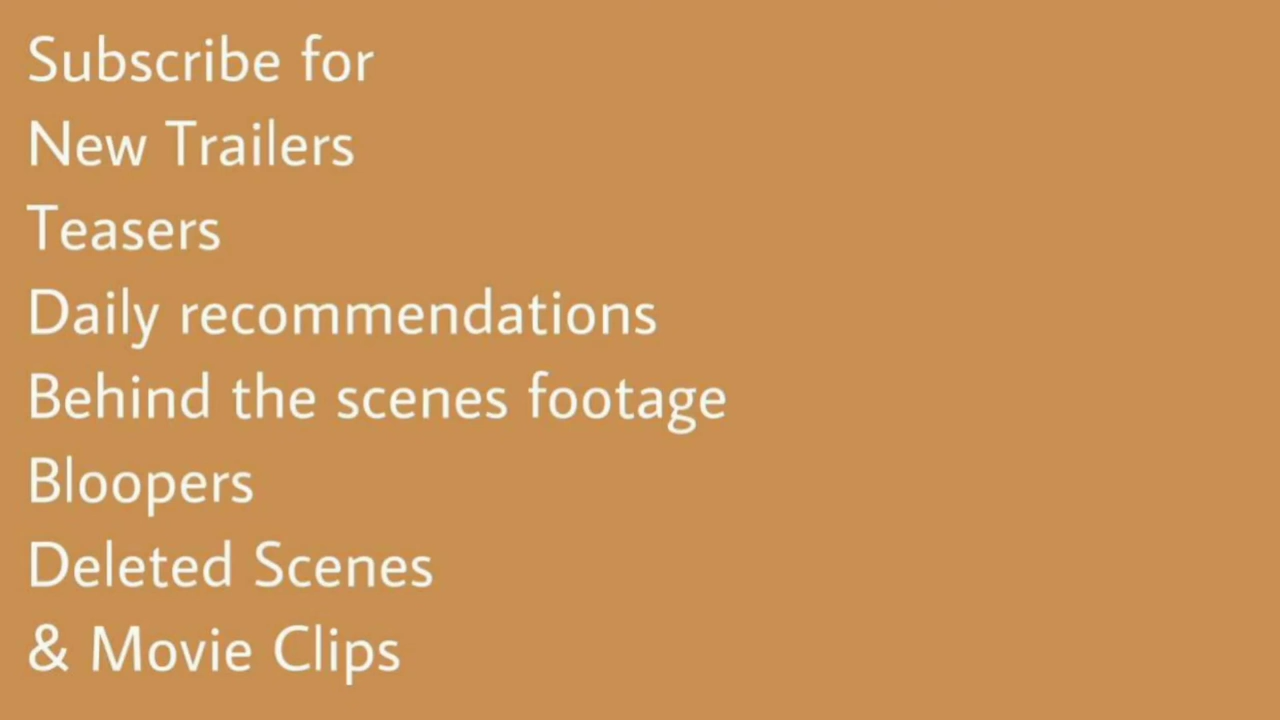 Subscribe for
New Trailers
Teasers
Daily recommendations
Behind the scenes footage
Bloopers
Deleted Scenes
& Movie Clips